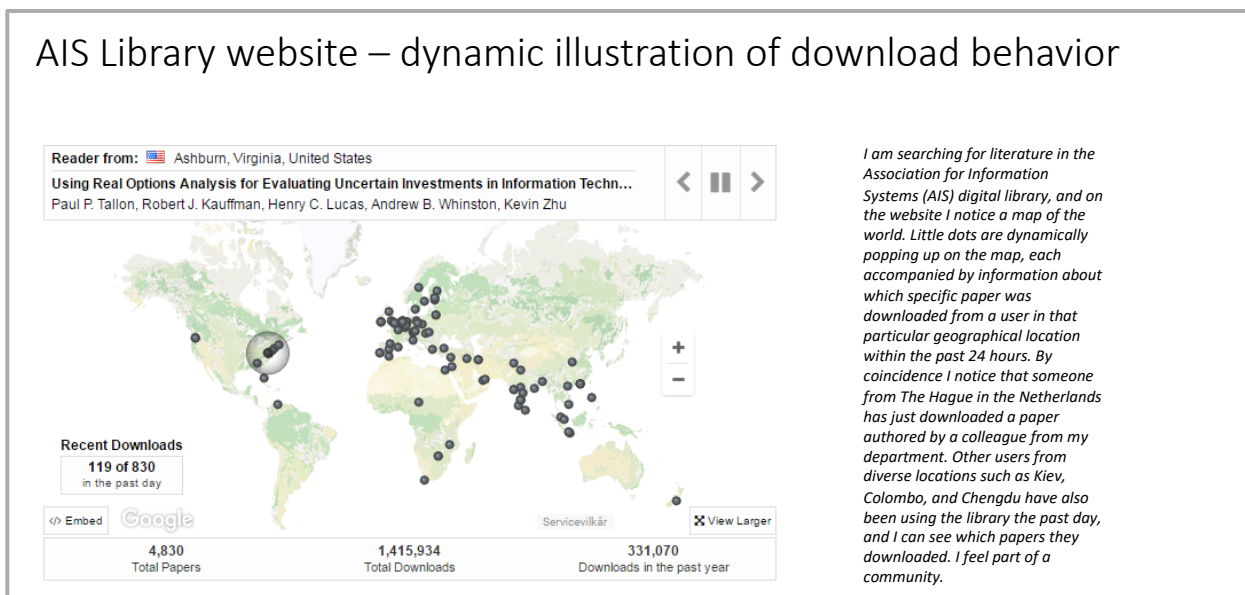 AIS Library website – dynamic illustration of download behavior
Reader from: Ashburn, Virginia, United States
Using Real Options Analysis for Evaluating Uncertain Investments in Information Techn...
Paul P. Tallon, Robert J. Kauffman, Henry C. Lucas, Andrew B. Whinston, Kevin Zhu
+
−
Recent Downloads
119 of 830
in the past day
</> Embed
Google
Servicevilkår
View Larger
4,830
Total Papers
1,415,934
Total Downloads
331,070
Downloads in the past year
I am searching for literature in the
Association for Information
Systems (AIS) digital library, and on
the website I notice a map of the
world. Little dots are dynamically
popping up on the map, each
accompanied by information about
which specific paper was
downloaded from a user in that
particular geographical location
within the past 24 hours. By
coincidence I notice that someone
from The Hague in the Netherlands
has just downloaded a paper
authored by a colleague from my
department. Other users from
diverse locations such as Kiev,
Colombo, and Chengdu have also
been using the library the past day,
and I can see which papers they
downloaded. I feel part of a
community.